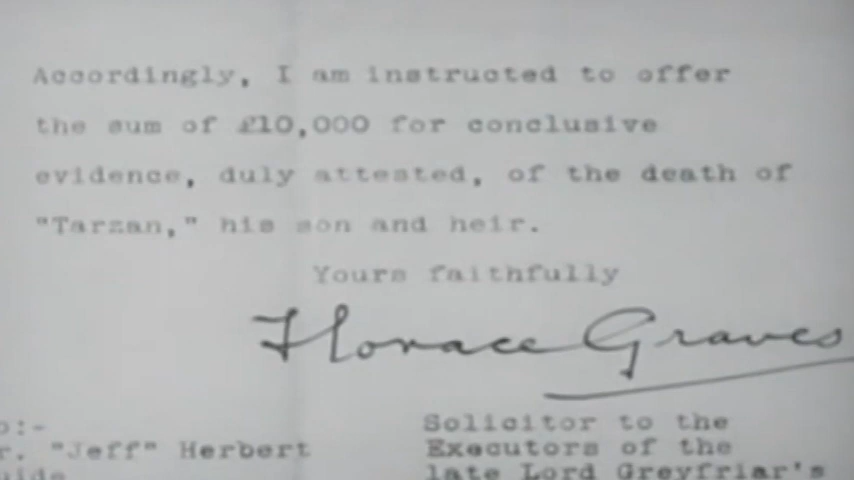 Accordingly, I am instructed to offer
the sum of £10,000 for conclusive
evidence, duly attested, of the death of
"Tarzan," his son and heir.
Yours faithfully
Horace Graves
Solicitor to the
"Jeff" Herbert Executors of the
late Lord Greyfriar's